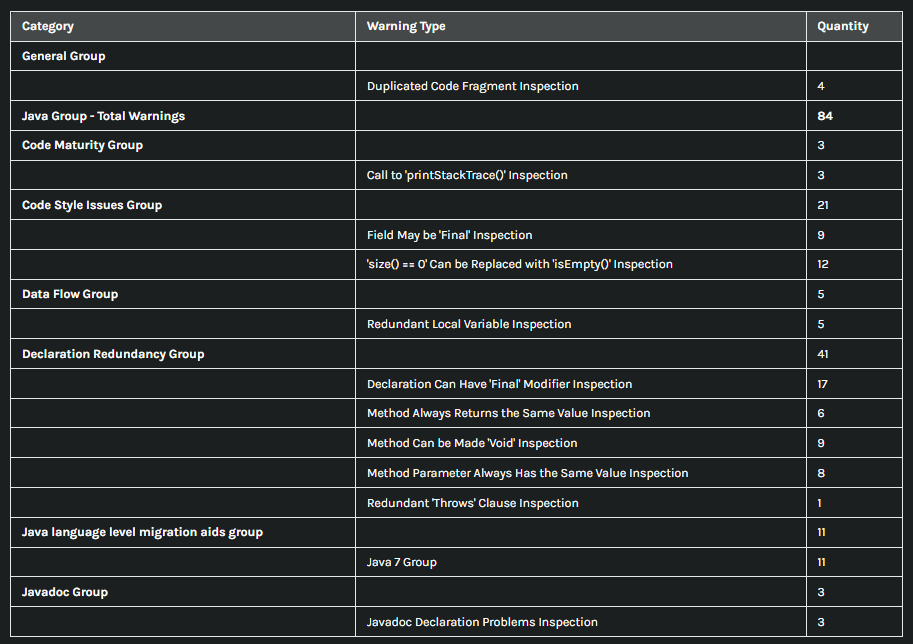 Category Warning Type Quantity
General Group
Duplicated Code Fragment Inspection 4
Java Group - Total Warnings 84
Code Maturity Group 3
Call to 'printStackTrace()' Inspection 3
Code Style Issues Group 21
Field May be 'Final' Inspection 9
'size() == 0' Can be Replaced with 'isEmpty()' Inspection 12
Data Flow Group 5
Redundant Local Variable Inspection 5
Declaration Redundancy Group 41
Declaration Can Have 'Final' Modifier Inspection 17
Method Always Returns the Same Value Inspection 6
Method Can be Made 'Void' Inspection 9
Method Parameter Always Has the Same Value Inspection 8
Redundant 'Throws' Clause Inspection 1
Java language level migration aids group 11
Java 7 Group 11
Javadoc Group 3
Javadoc Declaration Problems Inspection 3